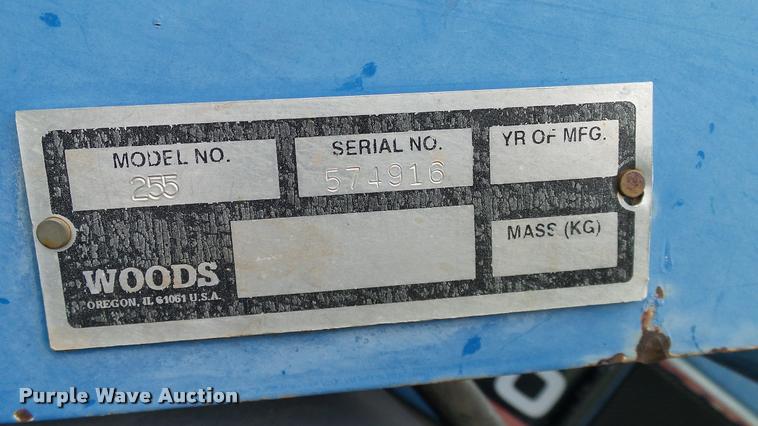 MODEL NO.
255
SERIAL NO.
574916
YR OF MFG.
MASS (KG)
WOODS
OREGON, IL 61061 U.S.A.
Purple Wave Auction